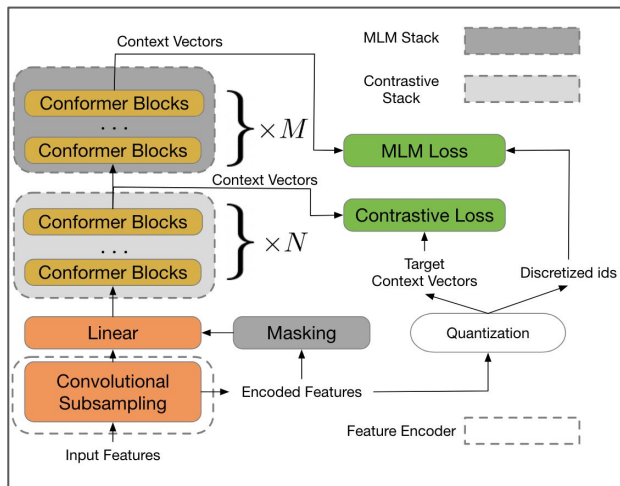 Context Vectors
MLM Stack
Contrastive
Stack
Conformer Blocks
...
Conformer Blocks
×M
MLM Loss
Context Vectors
Conformer Blocks
...
Conformer Blocks
×N
Contrastive Loss
Target
Context Vectors
Discretized ids
Linear
Masking
Quantization
Convolutional
Subsampling
Encoded Features
Input Features
Feature Encoder